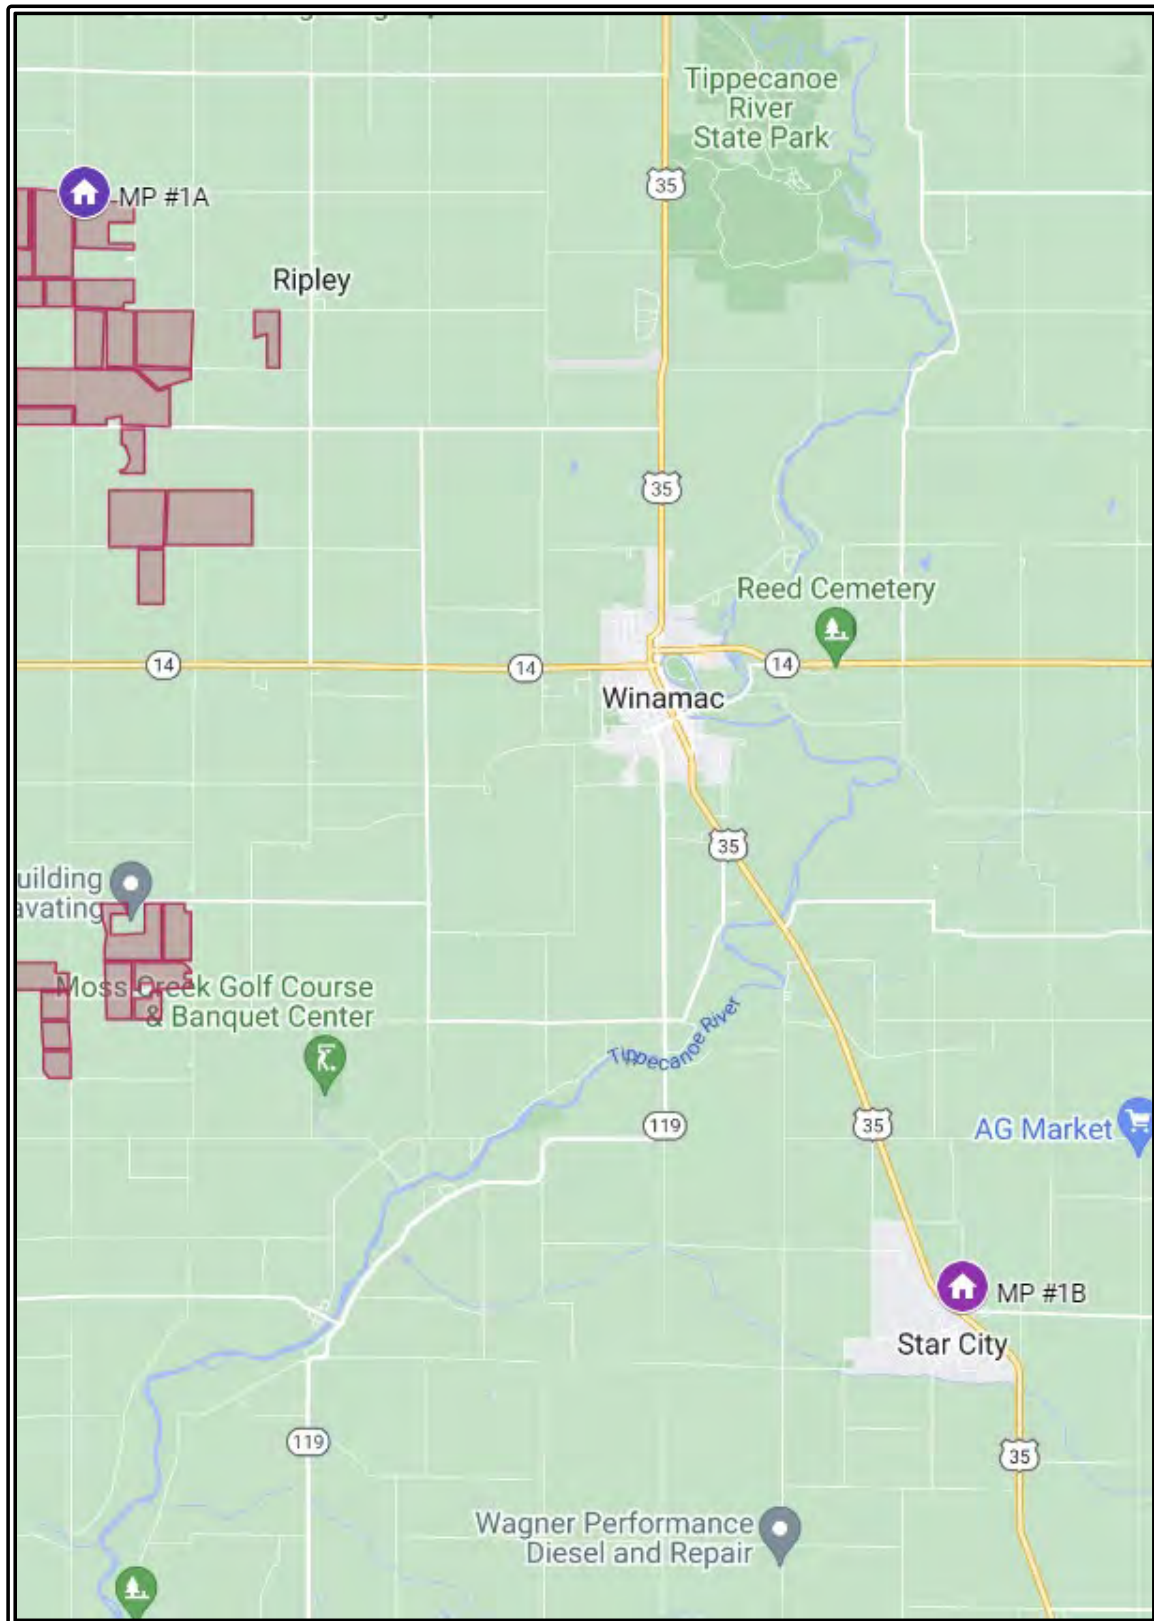 Tippecanoe
River
State Park
35
MP #1A
Ripley
35
Reed Cemetery
14
14
14
Winamac
35
uilding
avating
Moss Creek Golf Course
& Banquet Center
Tippecanoe River
119
35
AG Market
MP #1B
Star City
119
35
Wagner Performance
Diesel and Repair